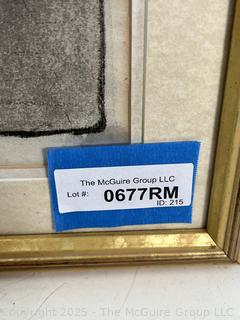 The McGuire Group LLC
Lot #: 0677RM
ID: 215
Copyright 2025 - The McGuire Group LLC